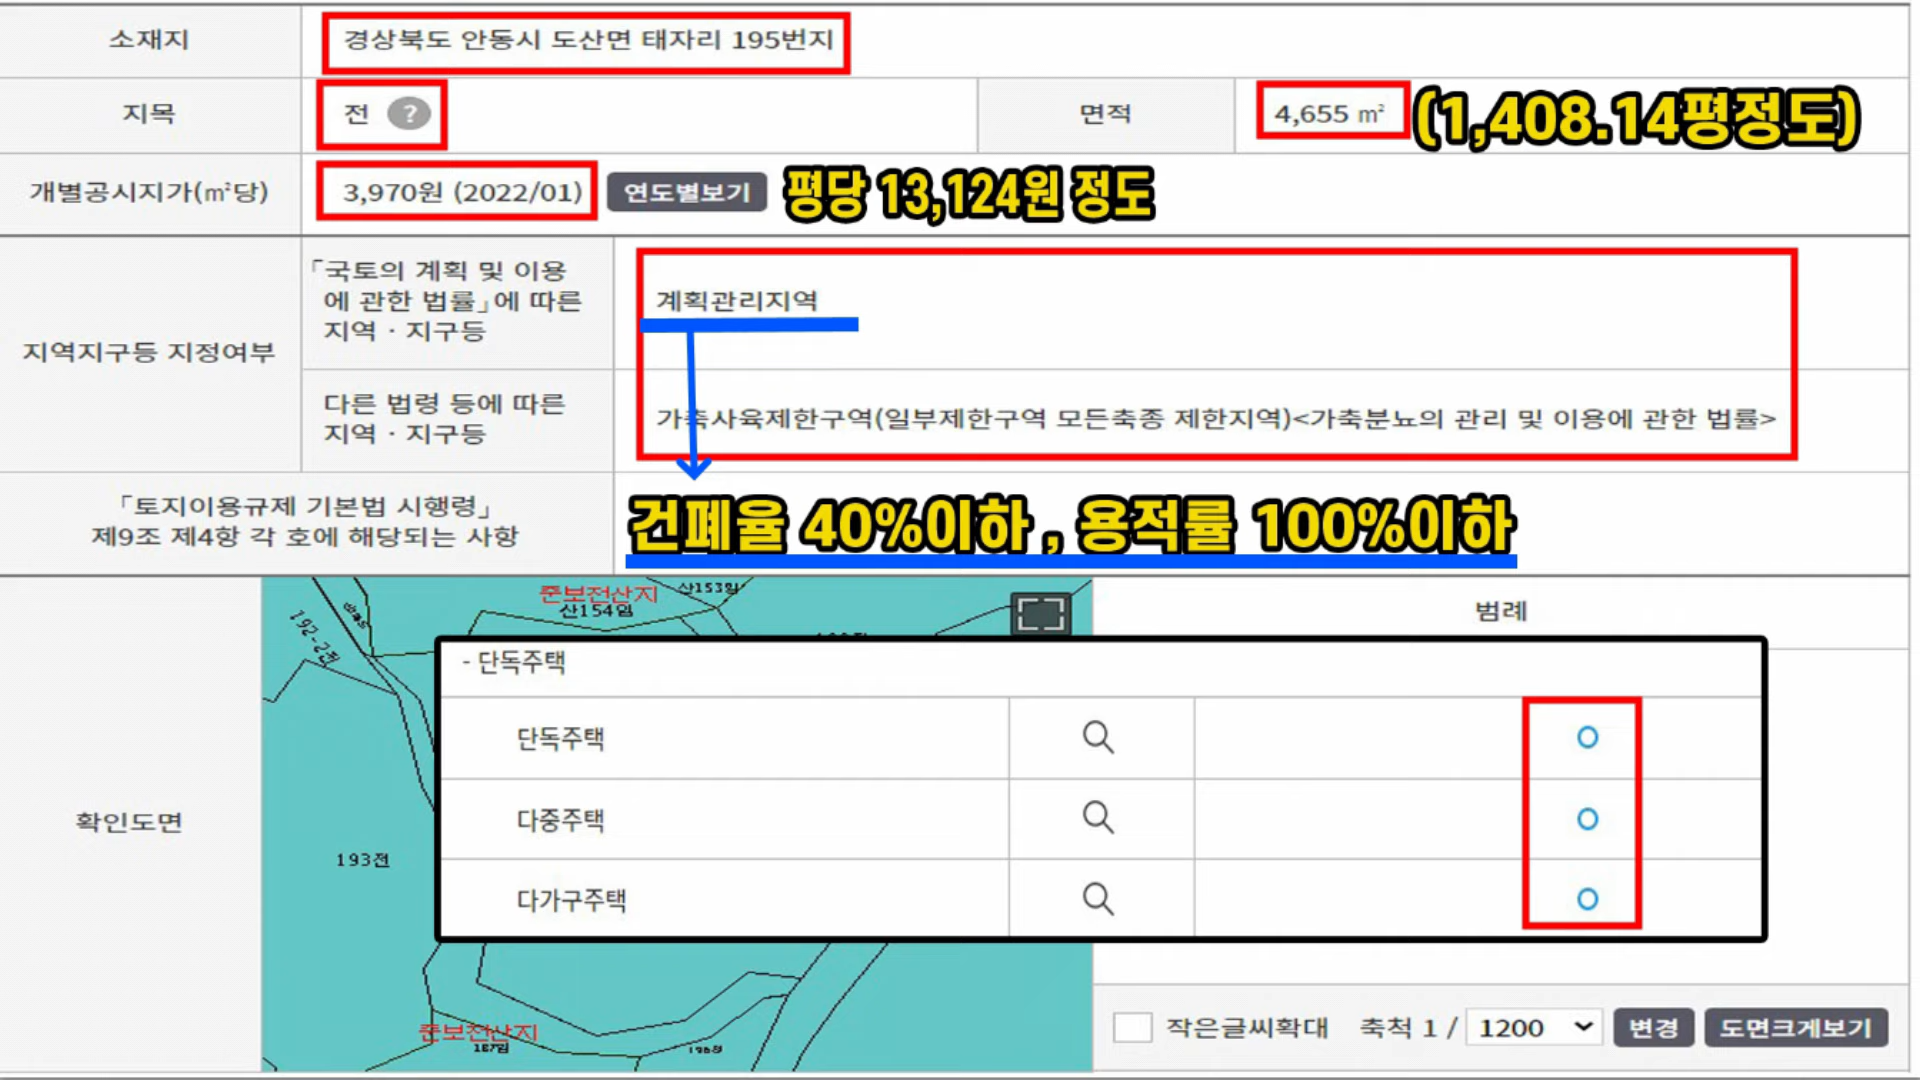 소재지
경상북도 안동시 도산면 태자리 195번지
지목
전 ?
면적
4,655 ㎡
(1,408.14평정도)
개별공시지가(㎡당)
3,970원 (2022/01)
연도별보기
평당 13,124원 정도
지역지구등 지정여부
「국토의 계획 및 이용
에 관한 법률」에 따른
지역 · 지구등
계획관리지역
다른 법령 등에 따른
지역 · 지구등
가축사육제한구역(일부제한구역 모든축종 제한지역)<가축분뇨의 관리 및 이용에 관한 법률>
「토지이용규제 기본법 시행령」
제9조 제4항 각 호에 해당되는 사항
건폐율 40%이하 , 용적률 100%이하
확인도면
준보전산지
산153임
산154임
192-2전
범례
- 단독주택
단독주택
다중주택
다가구주택
193전
준보전산지
187임
작은글씨확대
축척 1 / 1200
변경
도면크게보기